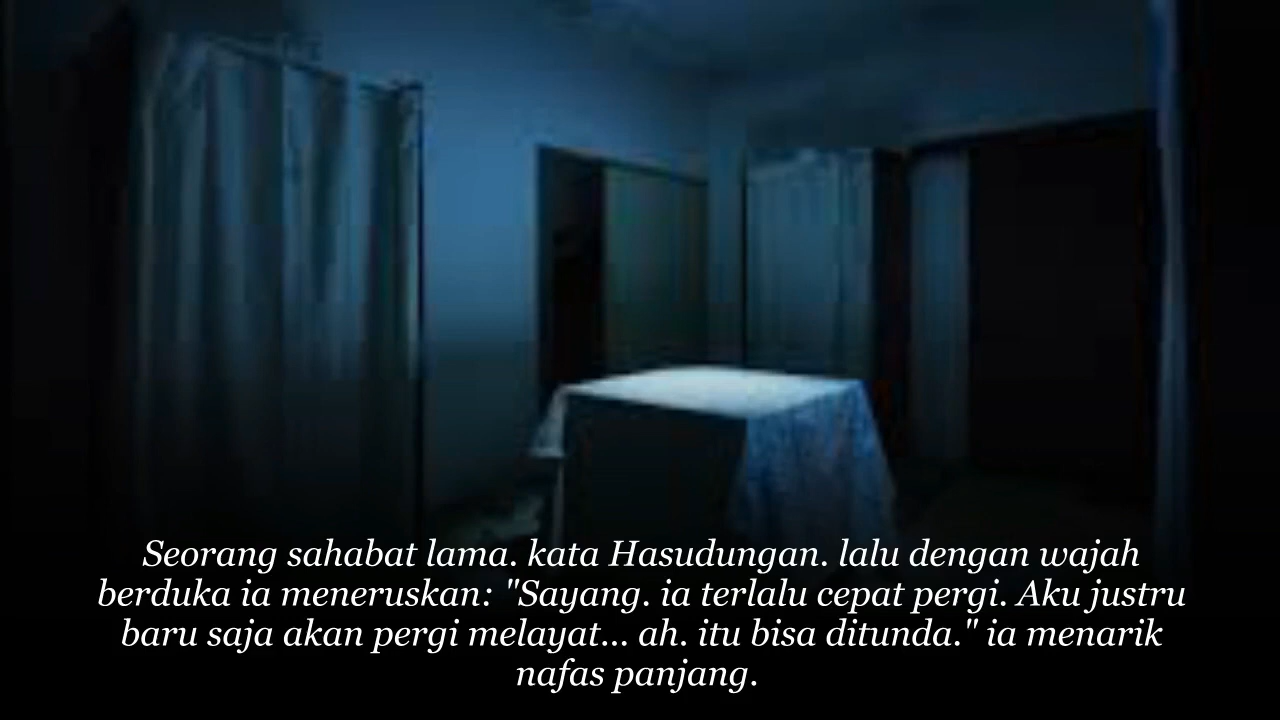 Seorang sahabat lama. kata Hasudungan. lalu dengan wajah
berduka ia meneruskan: "Sayang. ia terlalu cepat pergi. Aku justru
baru saja akan pergi melayat... ah. itu bisa ditunda." ia menarik
nafas panjang.